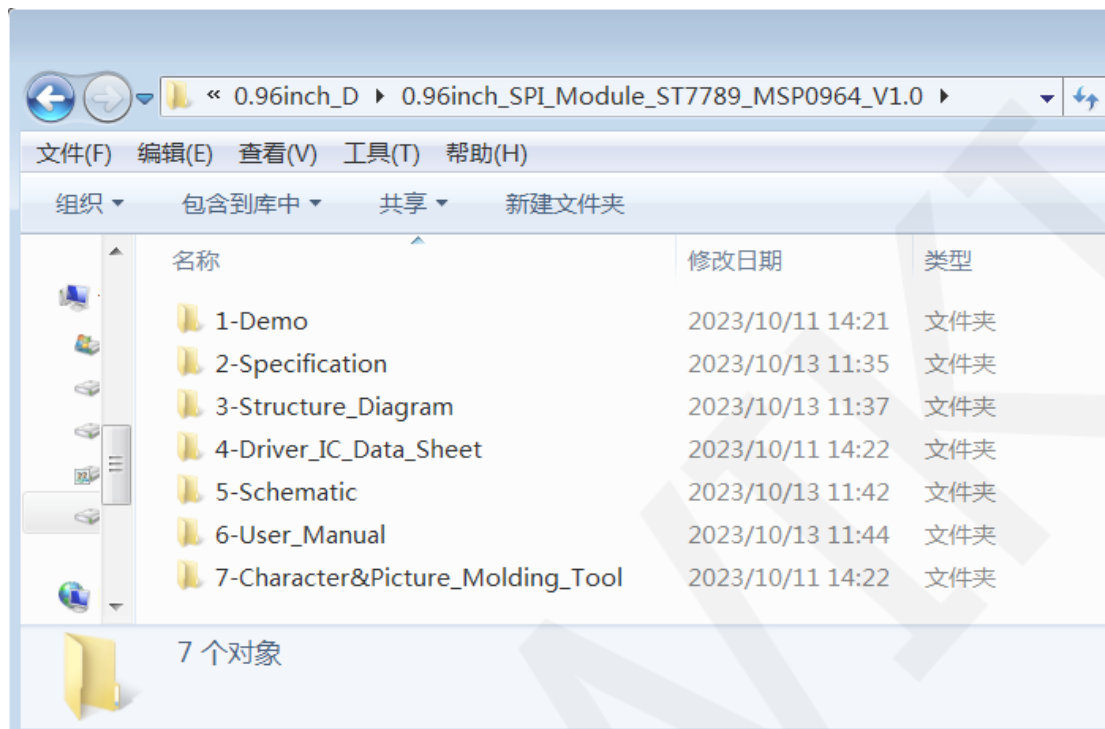 « 0.96inch_D ▸ 0.96inch_SPI_Module_ST7789_MSP0964_V1.0 ▸
文件(F) 编辑(E) 查看(V) 工具(T) 帮助(H)
组织 包含到库中 共享 新建文件夹
名称 修改日期 类型
1-Demo 2023/10/11 14:21 文件夹
2-Specification 2023/10/13 11:35 文件夹
3-Structure_Diagram 2023/10/13 11:37 文件夹
4-Driver_IC_Data_Sheet 2023/10/11 14:22 文件夹
5-Schematic 2023/10/13 11:42 文件夹
6-User_Manual 2023/10/13 11:44 文件夹
7-Character&Picture_Molding_Tool 2023/10/11 14:22 文件夹
7 个对象